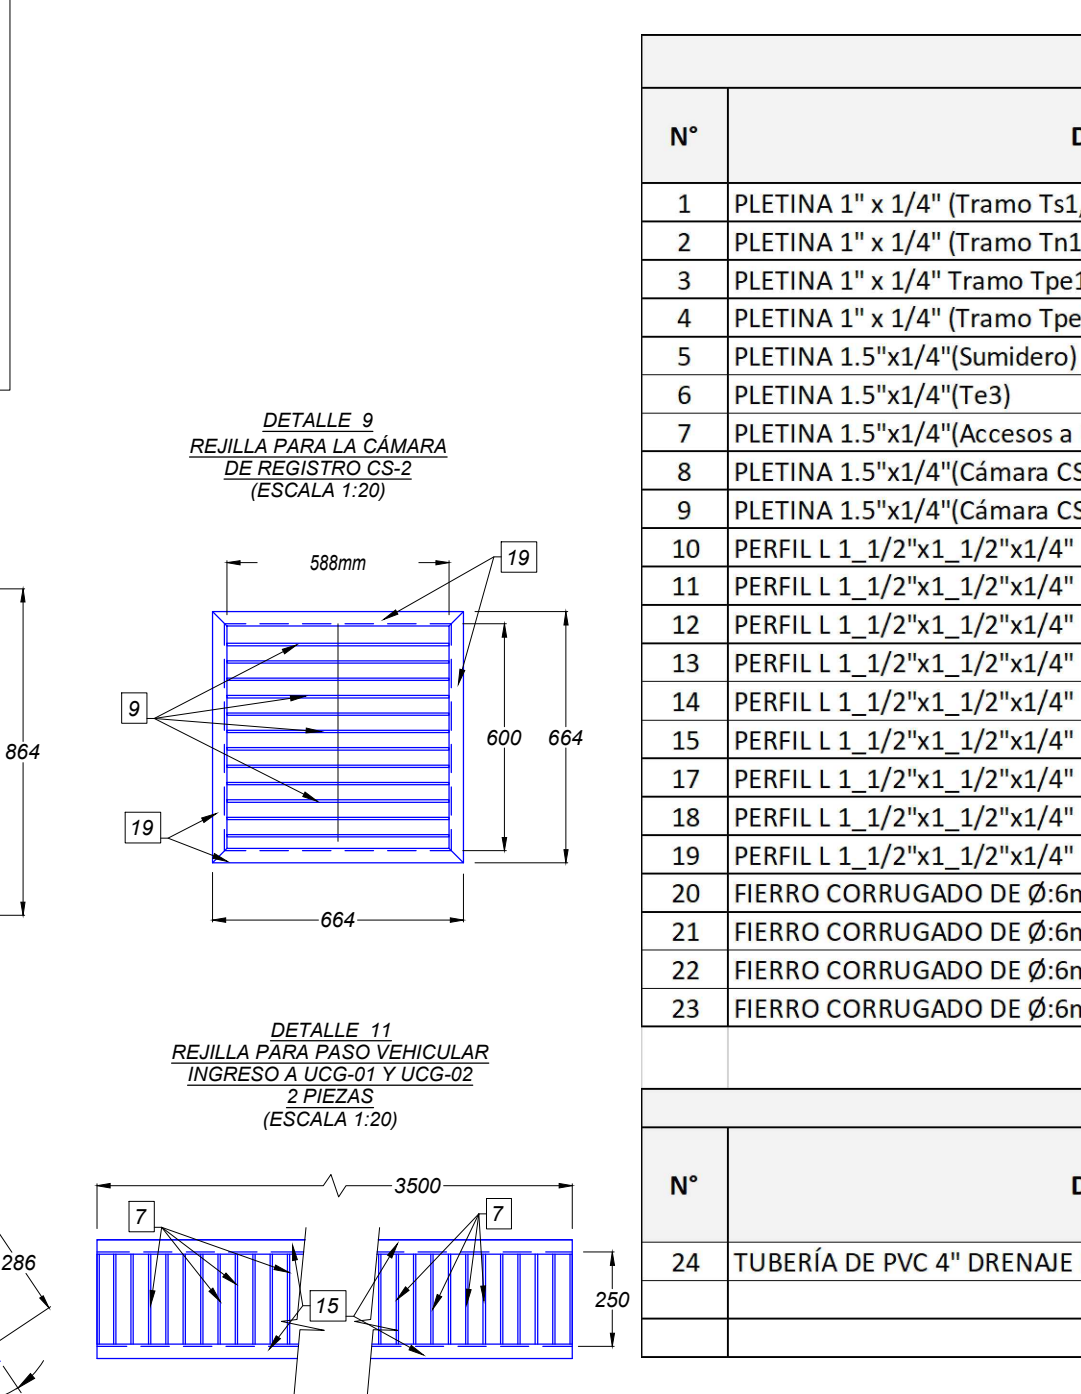 DETALLE 9
REJILLA PARA LA CÁMARA
DE REGISTRO CS-2
(ESCALA 1:20)
588mm
19
9
600
664
19
664
864
DETALLE 11
REJILLA PARA PASO VEHICULAR
INGRESO A UCG-01 Y UCG-02
2 PIEZAS
(ESCALA 1:20)
3500
7
7
15
250
286
N°
1 PLETINA 1" x 1/4" (Tramo Ts1
2 PLETINA 1" x 1/4" (Tramo Tn1
3 PLETINA 1" x 1/4" Tramo Tpe1
4 PLETINA 1" x 1/4" (Tramo Tpe
5 PLETINA 1.5"x1/4"(Sumidero)
6 PLETINA 1.5"x1/4"(Te3)
7 PLETINA 1.5"x1/4"(Accesos a
8 PLETINA 1.5"x1/4"(Cámara CS
9 PLETINA 1.5"x1/4"(Cámara CS
10 PERFIL L 1_1/2"x1_1/2"x1/4"
11 PERFIL L 1_1/2"x1_1/2"x1/4"
12 PERFIL L 1_1/2"x1_1/2"x1/4"
13 PERFIL L 1_1/2"x1_1/2"x1/4"
14 PERFIL L 1_1/2"x1_1/2"x1/4"
15 PERFIL L 1_1/2"x1_1/2"x1/4"
17 PERFIL L 1_1/2"x1_1/2"x1/4"
18 PERFIL L 1_1/2"x1_1/2"x1/4"
19 PERFIL L 1_1/2"x1_1/2"x1/4"
20 FIERRO CORRUGADO DE Ø:6
21 FIERRO CORRUGADO DE Ø:6
22 FIERRO CORRUGADO DE Ø:6
23 FIERRO CORRUGADO DE Ø:6
N°
24 TUBERÍA DE PVC 4" DRENAJE